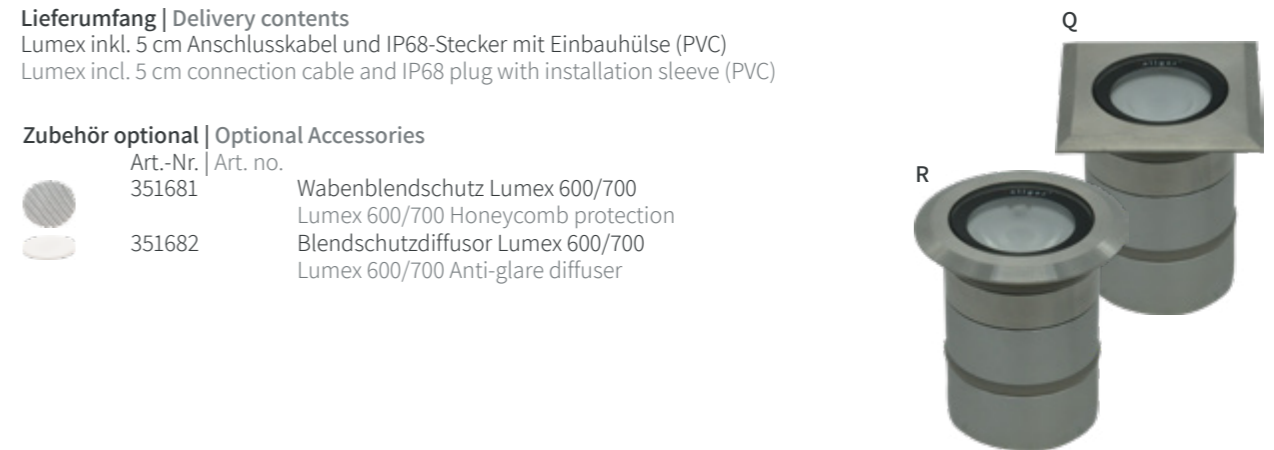 Lieferumfang | Delivery contents
Lumex inkl. 5 cm Anschlusskabel und IP68-Stecker mit Einbauhülse (PVC)
Lumex incl. 5 cm connection cable and IP68 plug with installation sleeve (PVC)
Zubehör optional | Optional Accessories
Art.-Nr. | Art. no.
351681 Wabenblendschutz Lumex 600/700
Lumex 600/700 Honeycomb protection
351682 Blendschutzdiffusor Lumex 600/700
Lumex 600/700 Anti-glare diffuser
Q
R